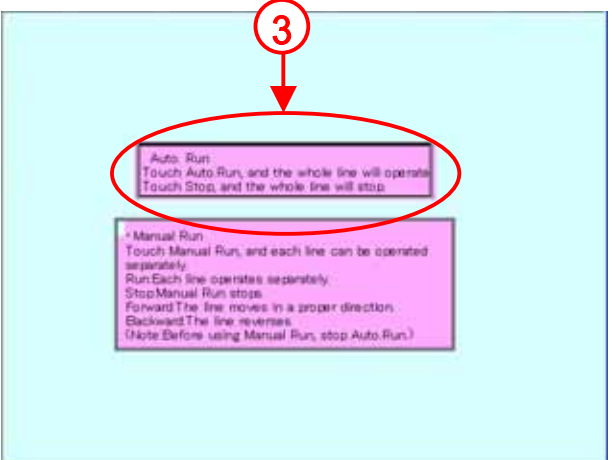 3
Auto. Run
Touch Auto.Run, and the whole line will operate
Touch Stop, and the whole line will stop.
・Manual Run
Touch Manual Run, and each line can be operated
separately.
Run:Each line operates separately.
Stop:Manual Run stops.
Forward:The line moves in a proper direction.
Backward:The line reverses.
(Note:Before using Manual Run, stop Auto.Run.)